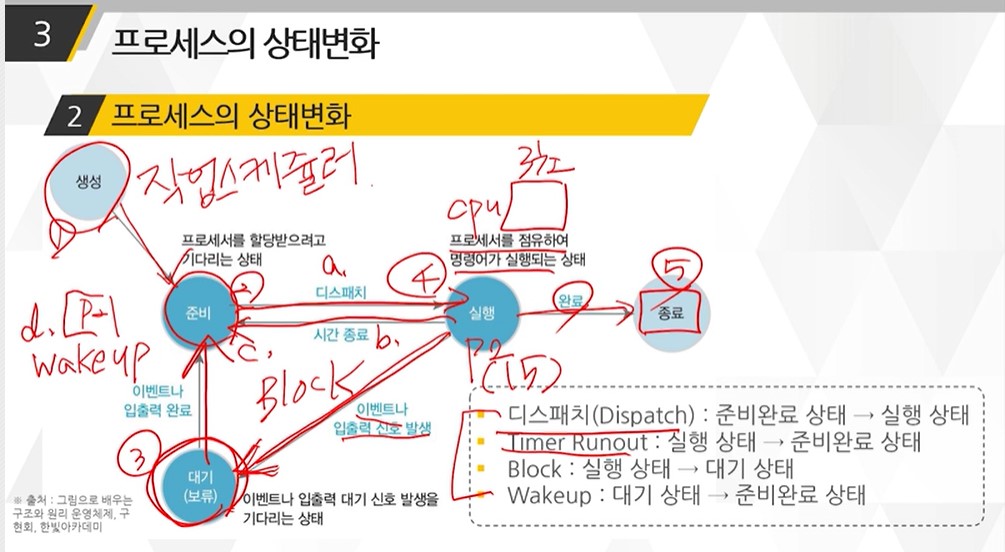 3
프로세스의 상태변화
2
프로세스의 상태변화
생성
작업스케쥴러
①
cpu
프로세서를 할당받으려고
기다리는 상태
프로세서를 점유하여
명령어가 실행되는 상태
a.
디스패치
②
④
⑤
준비
실행
완료
종료
시간 종료
b.
c.
d.
wakeup
Block
이벤트나
입출력 완료
이벤트나
입출력 신호 발생
P2
(15)
③
대기
(보류)
이벤트나 입출력 대기 신호 발생을
기다리는 상태
디스패치(Dispatch) : 준비완료 상태 → 실행 상태
Timer Runout : 실행 상태 → 준비완료 상태
Block : 실행 상태 → 대기 상태
Wakeup : 대기 상태 → 준비완료 상태
※ 출처 : 그림으로 배우는
구조와 원리 운영체제, 구
현회, 한빛아카데미